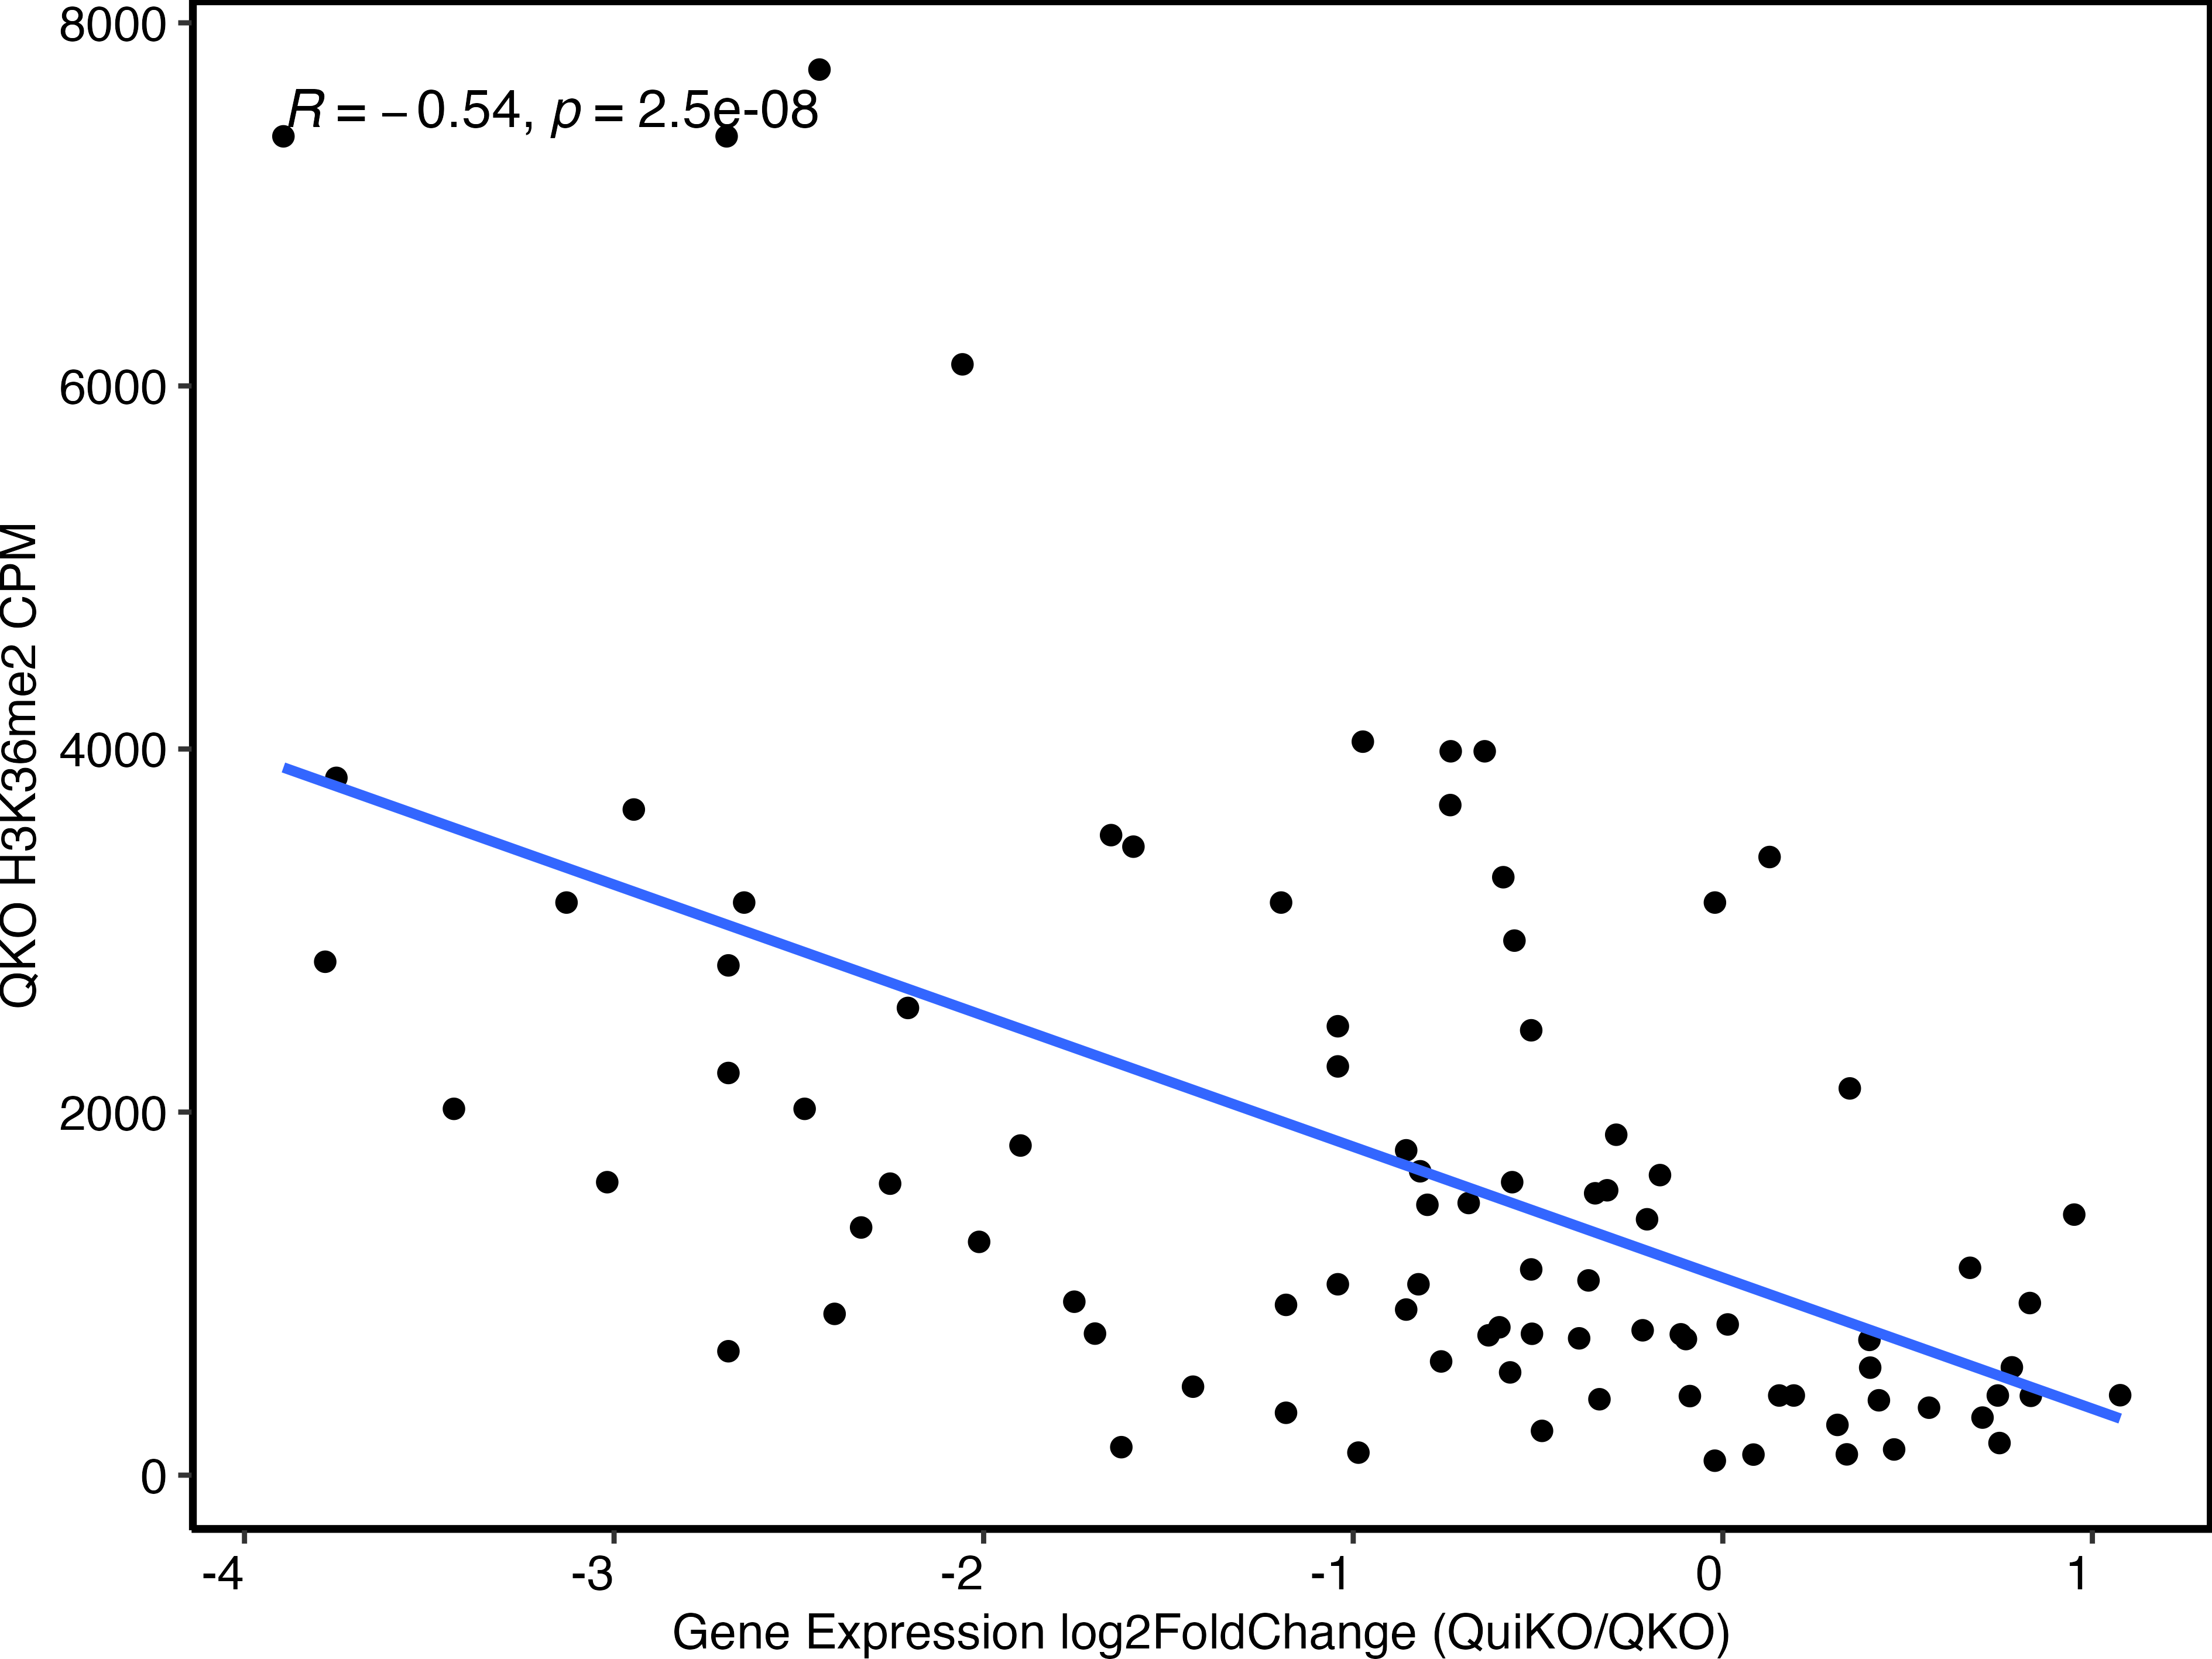 8000
6000
4000
2000
0
QKO H3K36me2 CPM
R = −0.54, p = 2.5e-08
-4 -3 -2 -1 0 1
Gene Expression log2FoldChange (QuiKO/QKO)